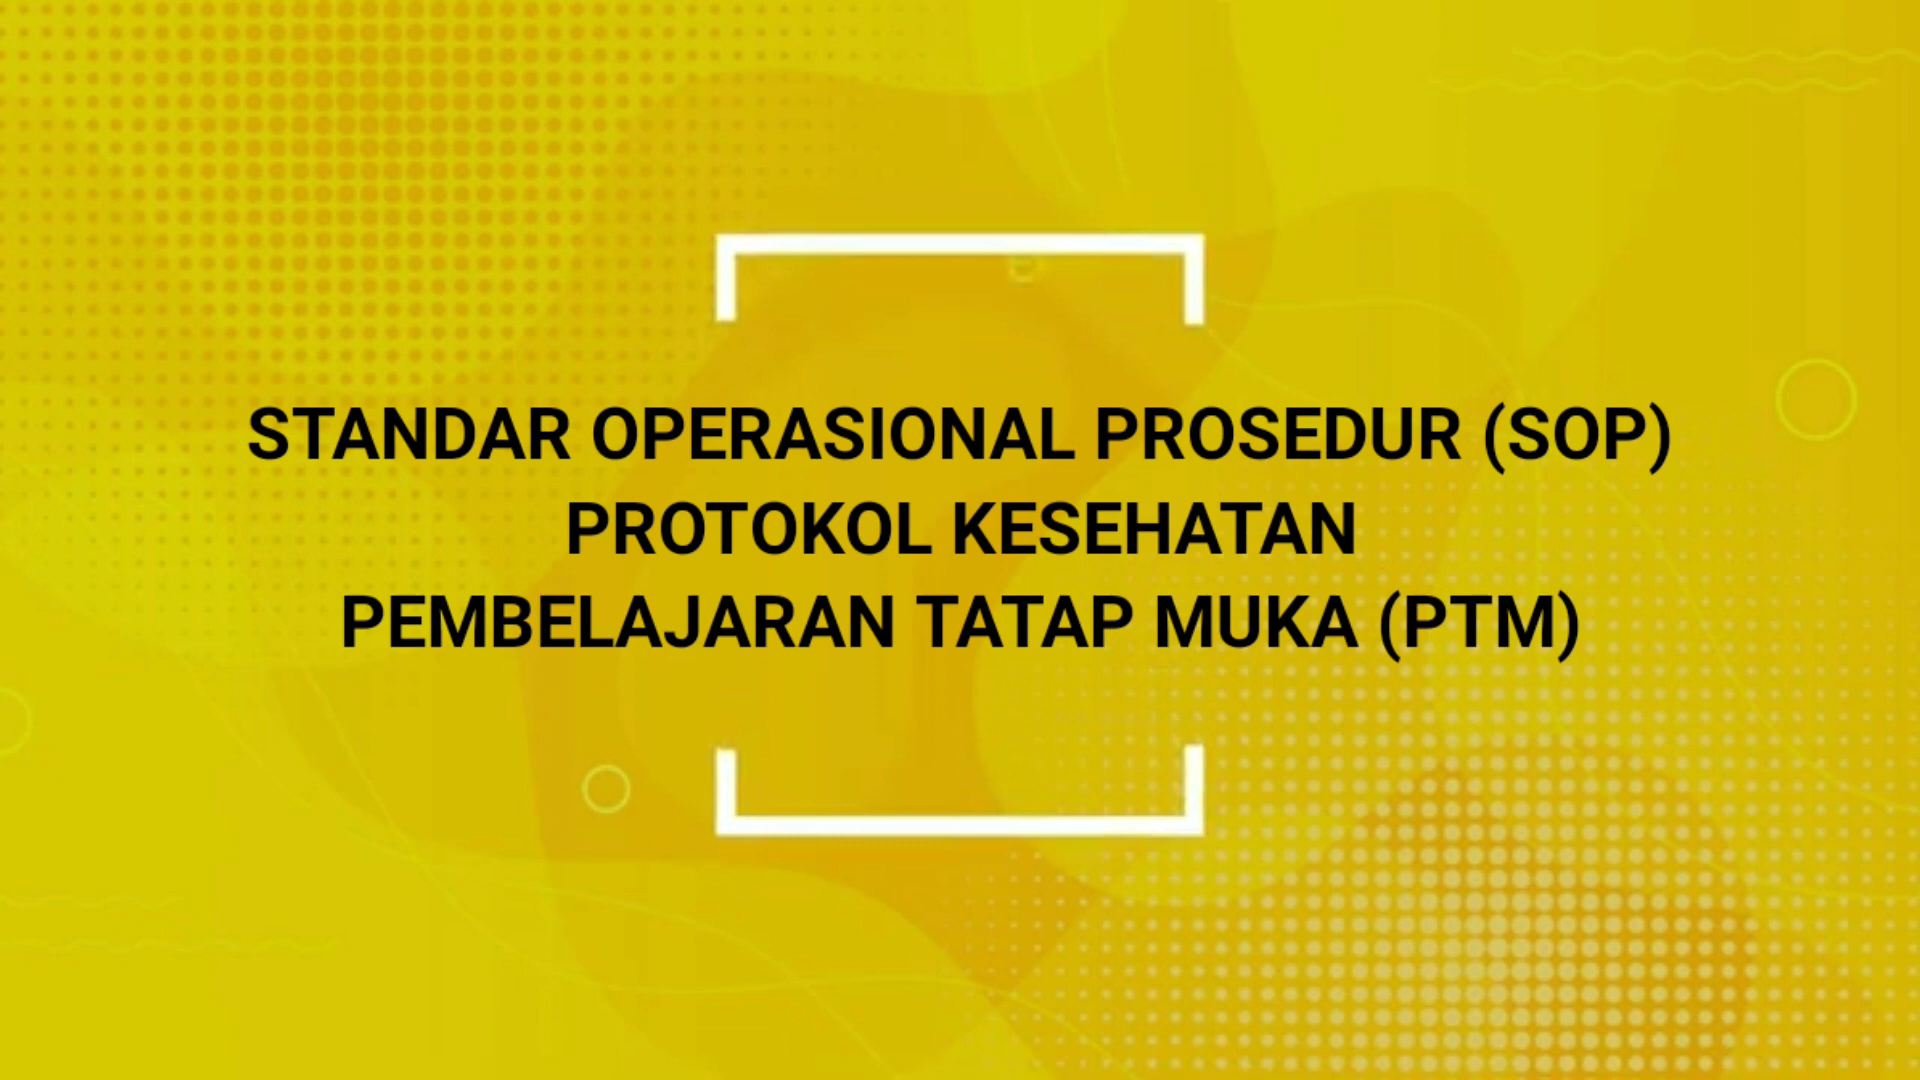 STANDAR OPERASIONAL PROSEDUR (SOP)
PROTOKOL KESEHATAN
PEMBELAJARAN TATAP MUKA (PTM)